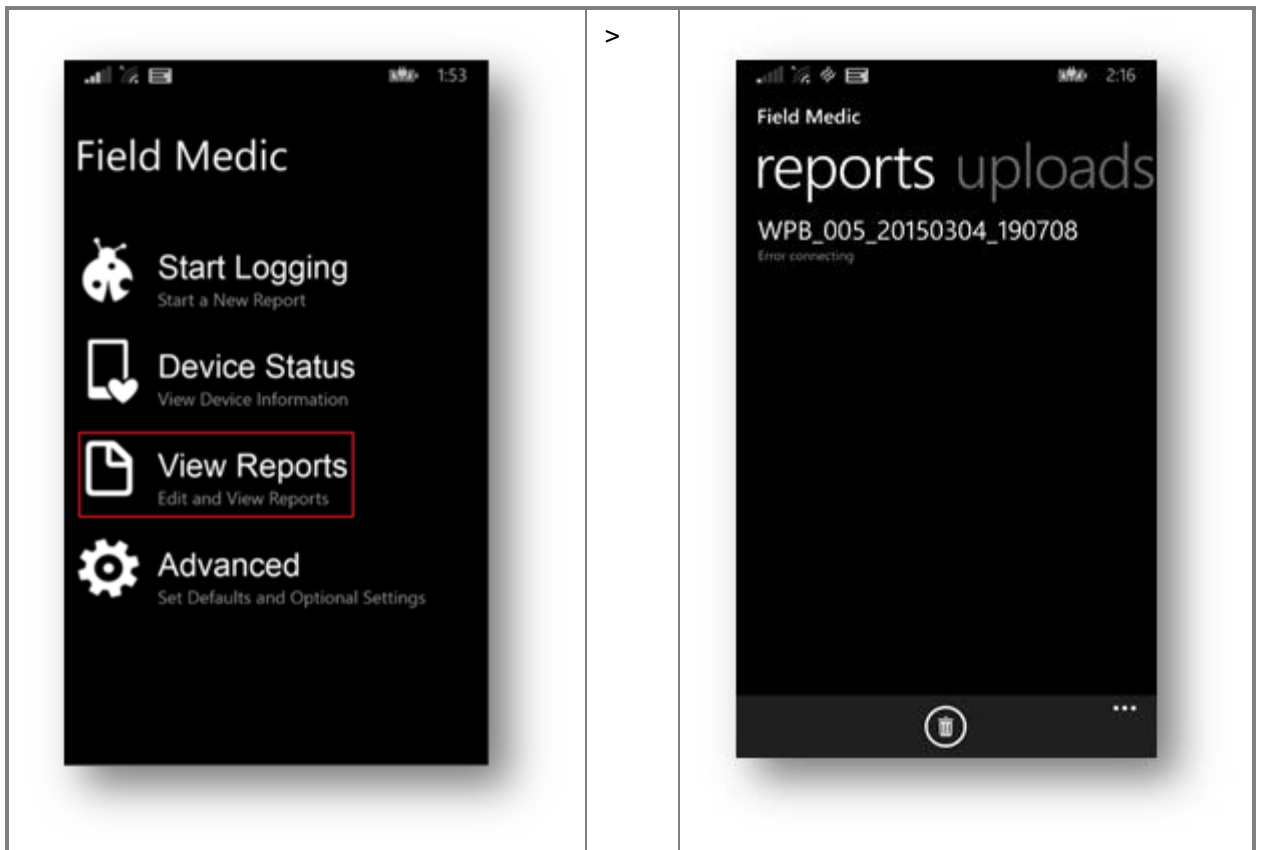 1:53
Field Medic
Start Logging
Start a New Report
Device Status
View Device Information
View Reports
Edit and View Reports
Advanced
Set Defaults and Optional Settings
>
2:16
Field Medic
reports uploads
WPB_005_20150304_190708
Error connecting